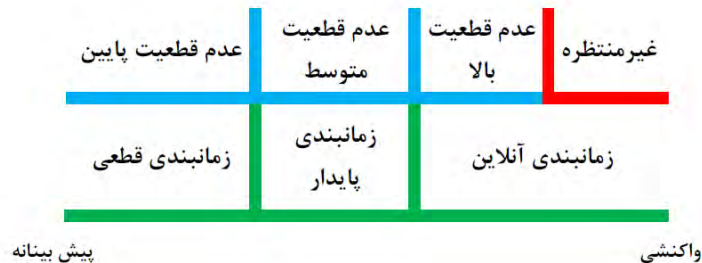 غیرمنتظره
عدم قطعیت
بالا
عدم قطعیت
متوسط
عدم قطعیت پایین
زمانبندی آنلاین
زمانبندی
پایدار
زمانبندی قطعی
واکنشی
پیش بینانه